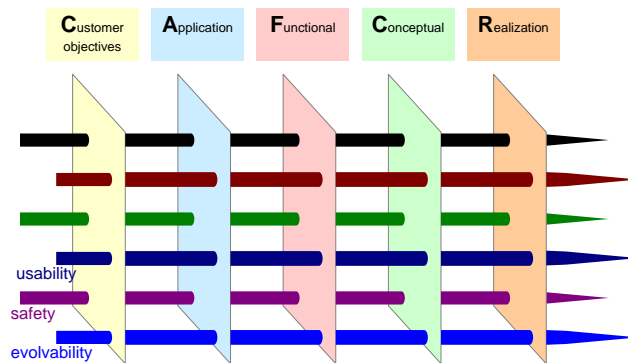 Customer
objectives
Application
Functional
Conceptual
Realization
usability
safety
evolvability